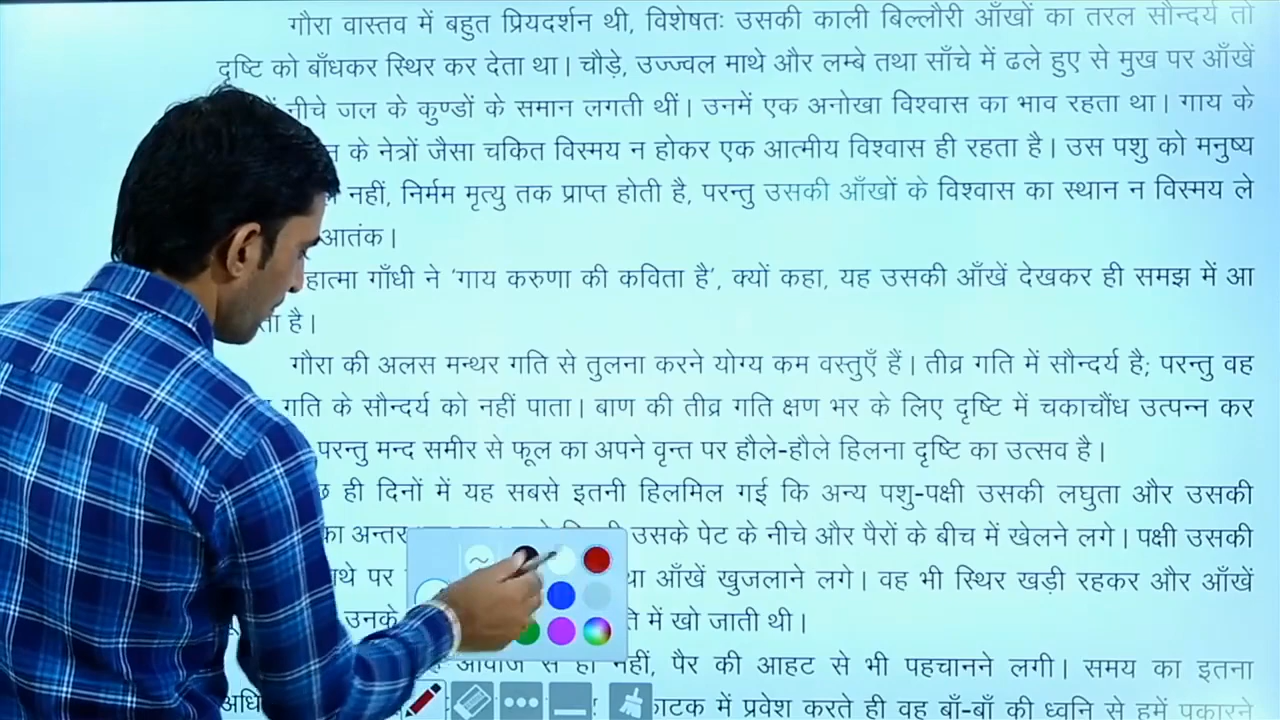 गौरा वास्तव में बहुत प्रियदर्शन थी, विशेषतः उसकी काली बिल्लौरी आँखों का तरल सौन्दर्य तो
दृष्टि को बाँधकर स्थिर कर देता था। चौड़े, उज्ज्वल माथे और लम्बे तथा साँचे में ढले हुए से मुख पर आँखें
नीचे जल के कुण्डों के समान लगती थीं। उनमें एक अनोखा विश्वास का भाव रहता था। गाय के
के नेत्रों जैसा चकित विस्मय न होकर एक आत्मीय विश्वास ही रहता है। उस पशु को मनुष्य
नहीं, निर्मम मृत्यु तक प्राप्त होती है, परन्तु उसकी आँखों के विश्वास का स्थान न विस्मय ले
आतंक।
गाँधी ने 'गाय करुणा की कविता है', क्यों कहा, यह उसकी आँखें देखकर ही समझ में आ
है।
गौरा की अलस मन्थर गति से तुलना करने योग्य कम वस्तुएँ हैं। तीव्र गति में सौन्दर्य है; परन्तु वह
गति के सौन्दर्य को नहीं पाता। बाण की तीव्र गति क्षण भर के लिए दृष्टि में चकाचौंध उत्पन्न कर
परन्तु मन्द समीर से फूल का अपने वृन्त पर हौले-हौले हिलना दृष्टि का उत्सव है।
ही दिनों में यह सबसे इतनी हिलमिल गई कि अन्य पशु-पक्षी उसकी लघुता और उसकी
का उसके पेट के नीचे और पैरों के बीच में खेलने लगे। पक्षी उसकी
पर आँखें खुजलाने लगे। वह भी स्थिर खड़ी रहकर और आँखें
उनके में खो जाती थी।
आवाज से ही नहीं, पैर की आहट से भी पहचानने लगी। समय का इतना
में प्रवेश करते ही वह बाँ-बाँ की ध्वनि से हमें पुकारने